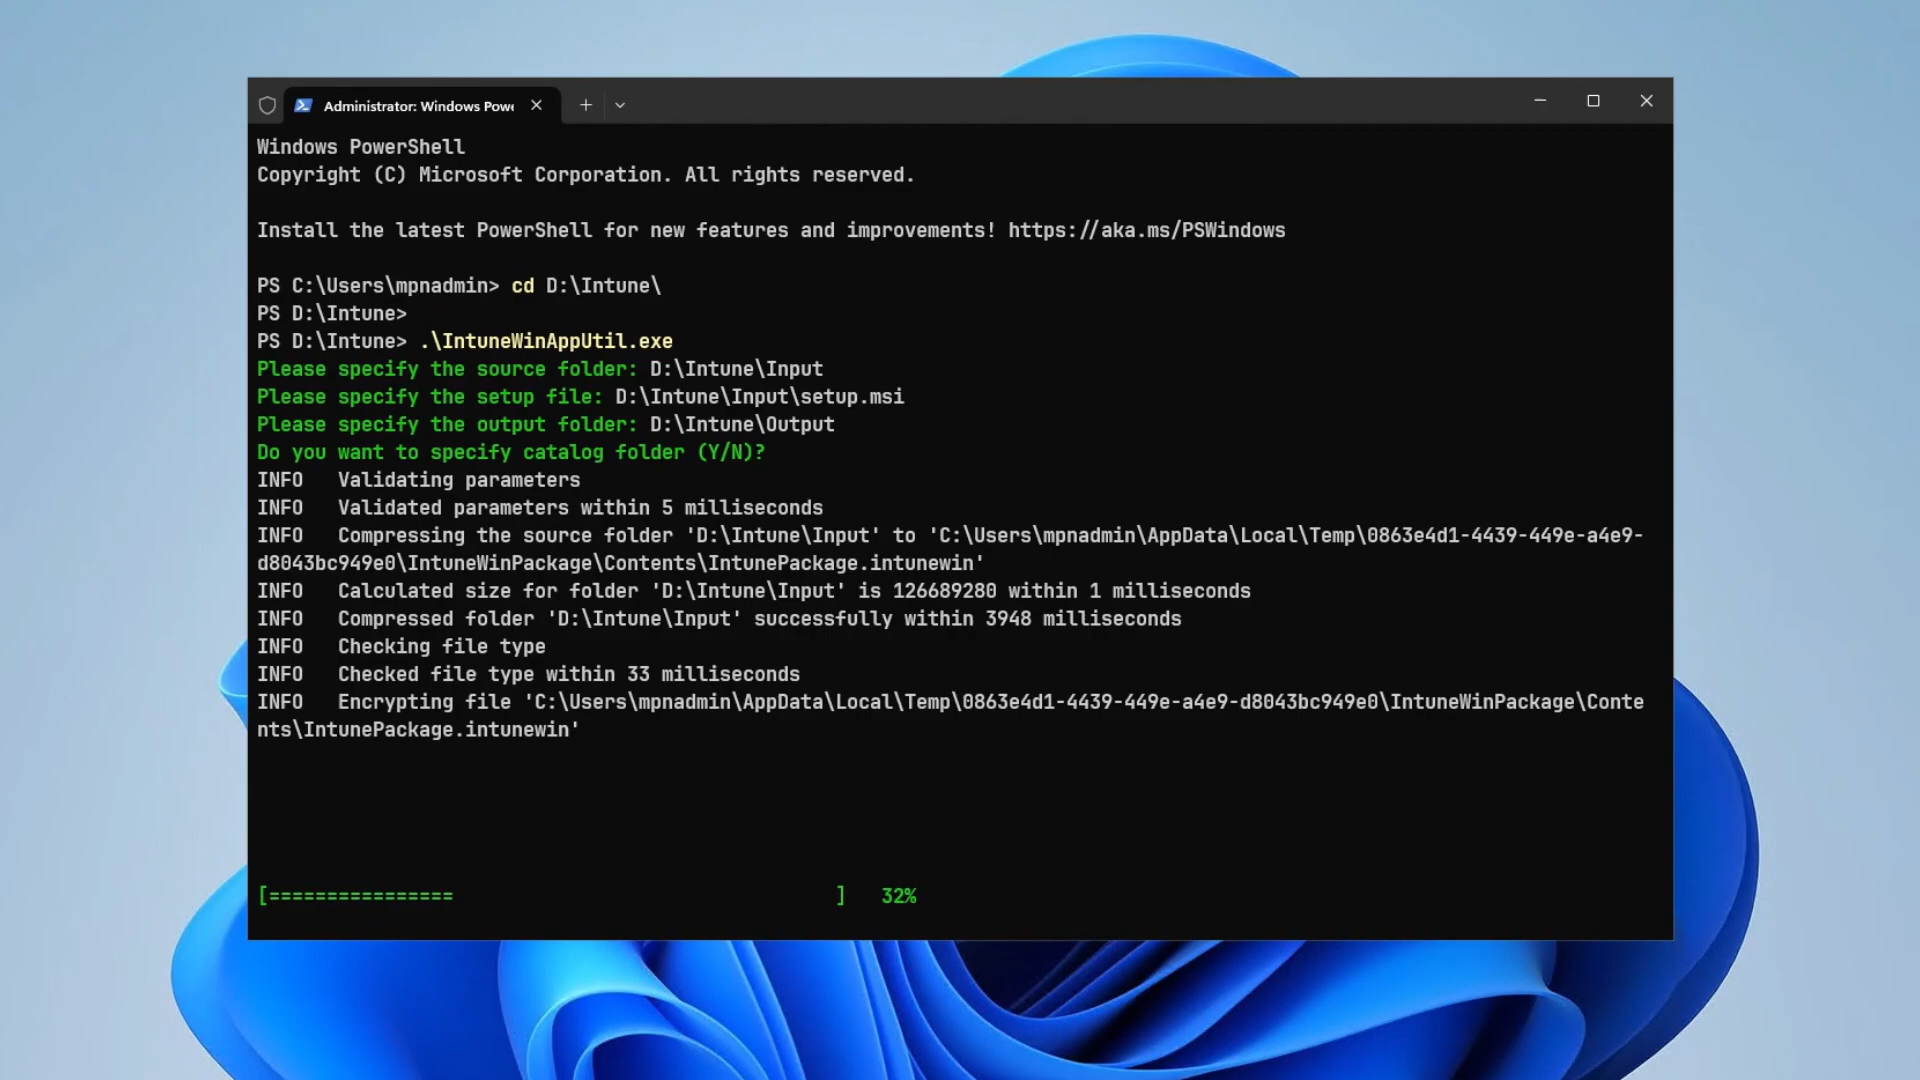 Administrator: Windows Powe
Windows PowerShell
Copyright (C) Microsoft Corporation. All rights reserved.
Install the latest PowerShell for new features and improvements! https://aka.ms/PSWindows
PS C:\Users\mpnadmin> cd D:\Intune\
PS D:\Intune>
PS D:\Intune> .\IntuneWinAppUtil.exe
Please specify the source folder: D:\Intune\Input
Please specify the setup file: D:\Intune\Input\setup.msi
Please specify the output folder: D:\Intune\Output
Do you want to specify catalog folder (Y/N)?
INFO   Validating parameters
INFO   Validated parameters within 5 milliseconds
INFO   Compressing the source folder 'D:\Intune\Input' to 'C:\Users\mpnadmin\AppData\Local\Temp\0863e4d1-4439-449e-a4e9-
d8043bc949e0\IntuneWinPackage\Contents\IntunePackage.intunewin'
INFO   Calculated size for folder 'D:\Intune\Input' is 126689280 within 1 milliseconds
INFO   Compressed folder 'D:\Intune\Input' successfully within 3948 milliseconds
INFO   Checking file type
INFO   Checked file type within 33 milliseconds
INFO   Encrypting file 'C:\Users\mpnadmin\AppData\Local\Temp\0863e4d1-4439-449e-a4e9-d8043bc949e0\IntuneWinPackage\Conte
nts\IntunePackage.intunewin'
[================                                 ]   32%